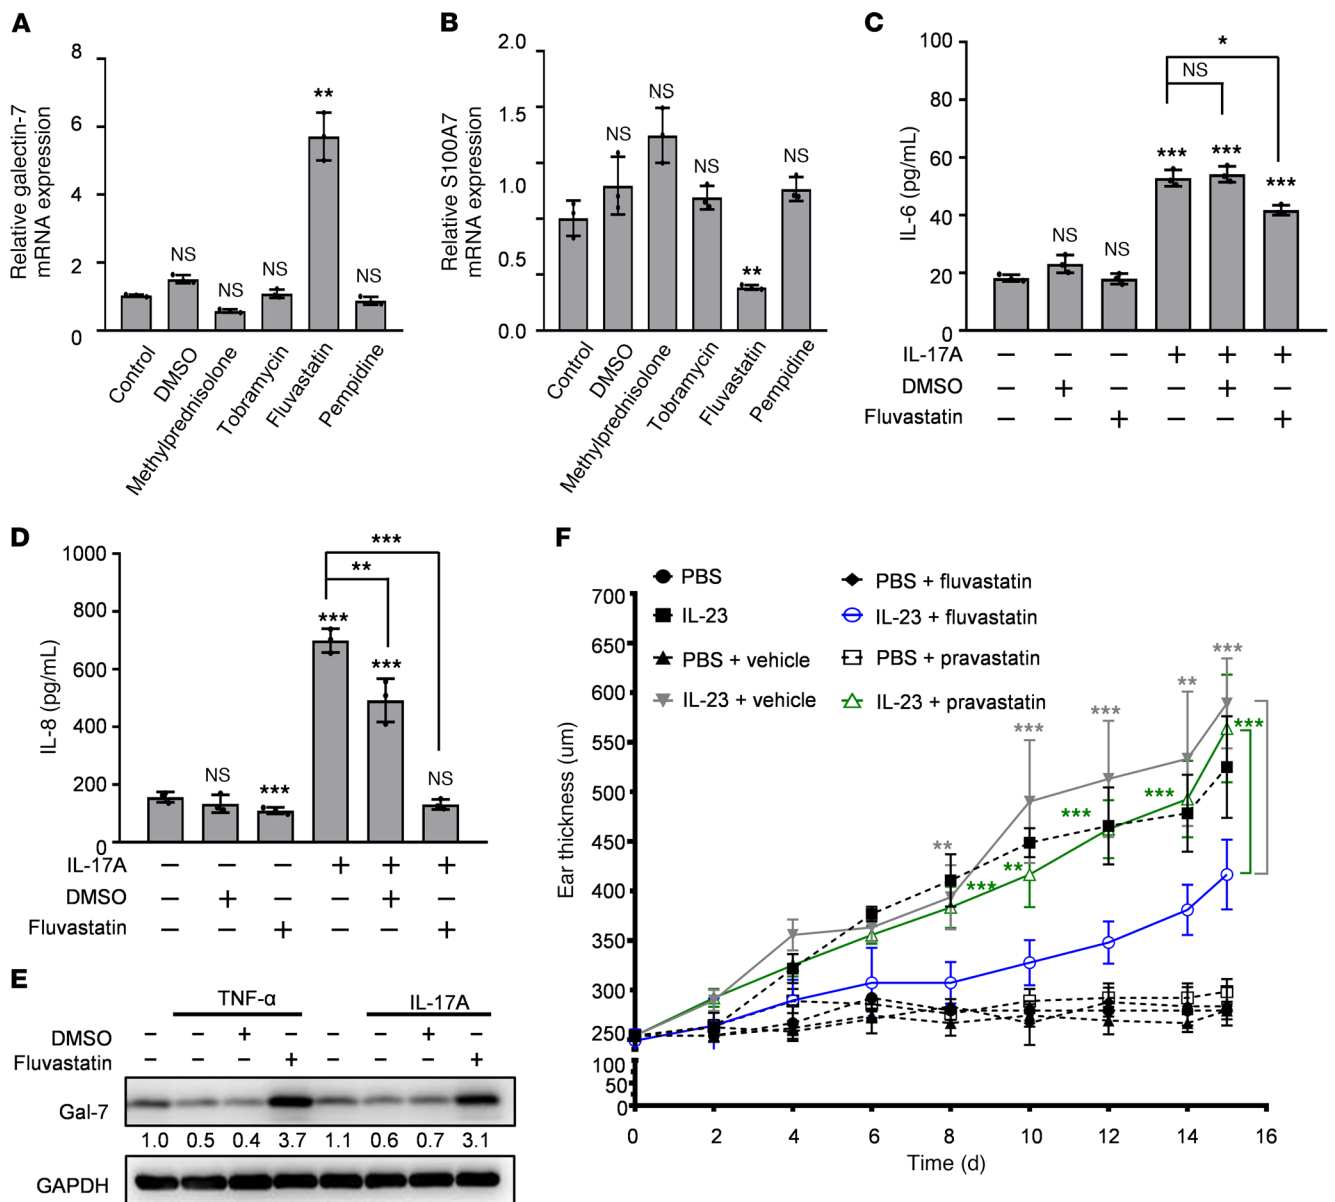 A
Relative galectin-7
mRNA expression
8
6
4
2
0
NS
NS
NS
**
NS
Control
DMSO
Methylprednisolone
Tobramycin
Fluvastatin
Pempidine
B
Relative S100A7
mRNA expression
2.0
1.5
1.0
0.5
0.0
NS
NS
NS
**
NS
Control
DMSO
Methylprednisolone
Tobramycin
Fluvastatin
Pempidine
C
IL-6 (pg/mL)
100
80
60
40
20
0
NS
NS
***
***
***
NS
*
IL-17A − − − + + +
DMSO − + − − + −
Fluvastatin − − + − − +
D
IL-8 (pg/mL)
1000
800
600
400
200
0
NS
***
***
***
NS
**
***
IL-17A − − − + + +
DMSO − + − − + −
Fluvastatin − − + − − +
E
TNF-α IL-17A
DMSO − − + − − − + −
Fluvastatin − − − + − − − +
Gal-7
1.0 0.5 0.4 3.7 1.1 0.6 0.7 3.1
GAPDH
F
PBS
IL-23
PBS + vehicle
IL-23 + vehicle
PBS + fluvastatin
IL-23 + fluvastatin
PBS + pravastatin
IL-23 + pravastatin
Ear thickness (um)
700
650
600
550
500
450
400
350
300
250
100
50
0
**
***
***
**
***
***
**
***
***
***
0 2 4 6 8 10 12 14 16
Time (d)